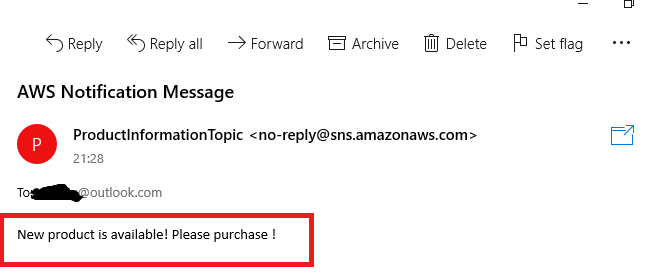 Reply Reply all Forward Archive Delete Set flag
AWS Notification Message
P
ProductInformationTopic <no-reply@sns.amazonaws.com>
21:28
To @outlook.com
New product is available! Please purchase !